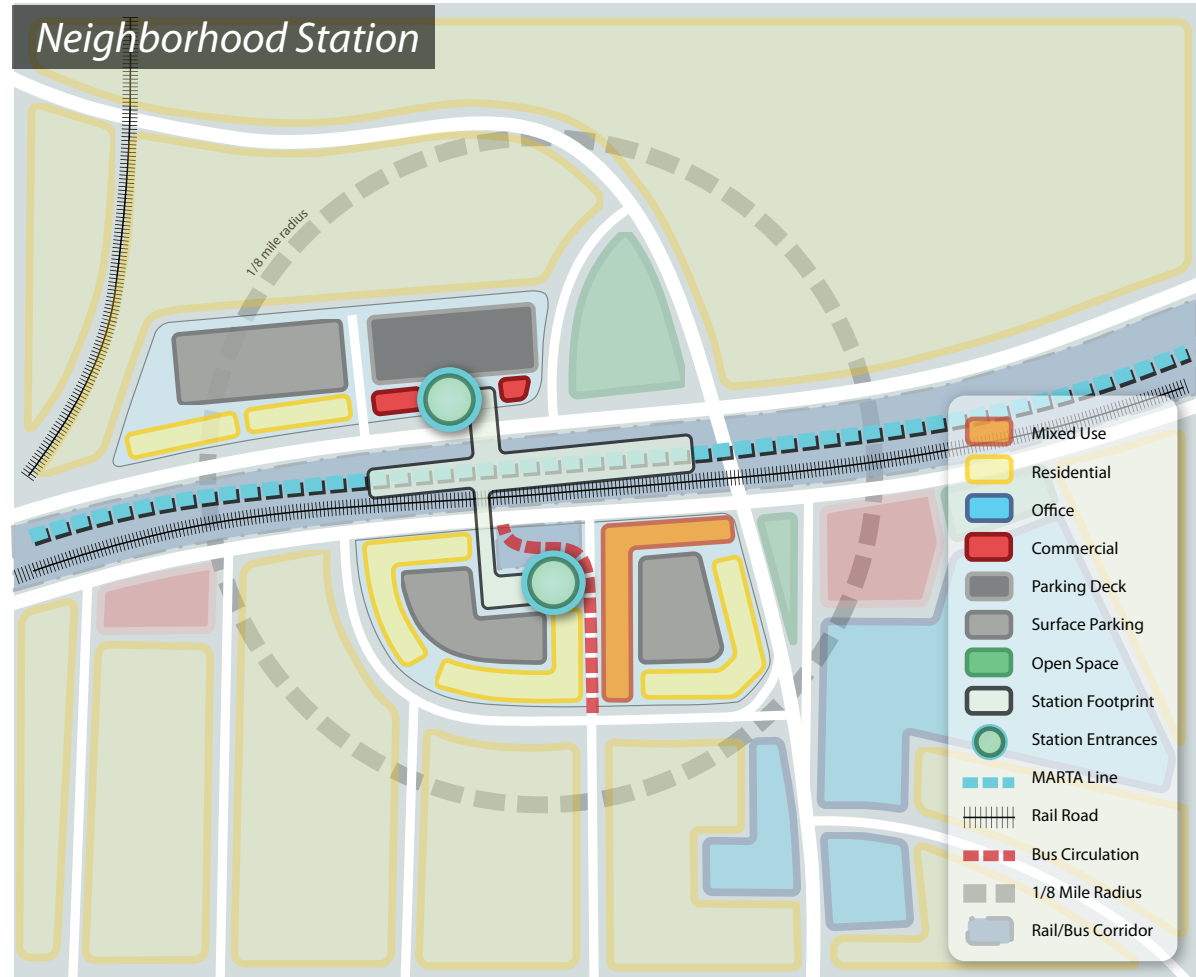 Neighborhood Station
1/8 mile radius
Mixed Use
Residential
Office
Commercial
Parking Deck
Surface Parking
Open Space
Station Footprint
Station Entrances
MARTA Line
Rail Road
Bus Circulation
1/8 Mile Radius
Rail/Bus Corridor